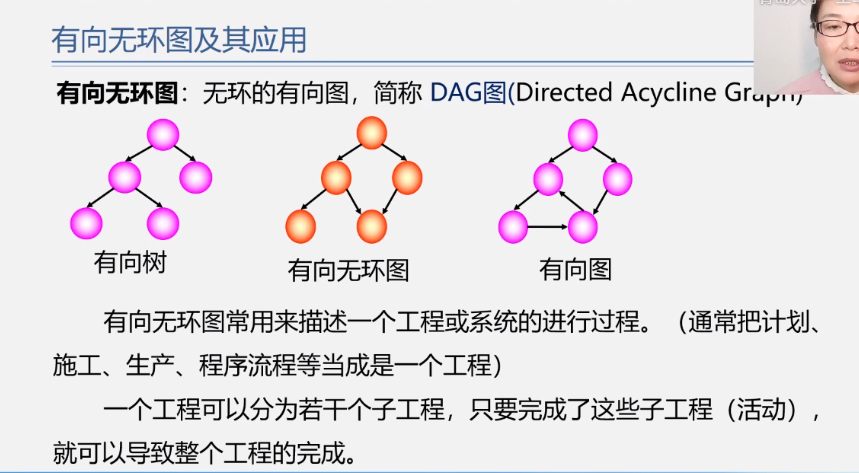 有向无环图及其应用
有向无环图：无环的有向图，简称 DAG图(Directed Acycline Graph)
有向树
有向无环图
有向图
有向无环图常用来描述一个工程或系统的进行过程。（通常把计划、
施工、生产、程序流程等当成是一个工程）
一个工程可以分为若干个子工程，只要完成了这些子工程（活动），
就可以导致整个工程的完成。